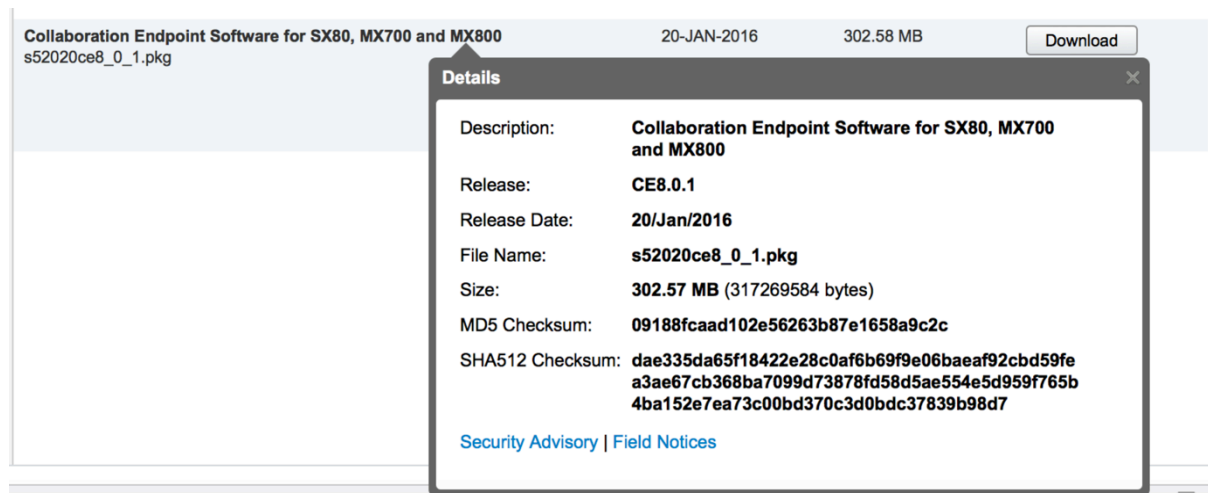 Collaboration Endpoint Software for SX80, MX700 and MX800 20-JAN-2016 302.58 MB Download
s52020ce8_0_1.pkg
Details
Description: Collaboration Endpoint Software for SX80, MX700
and MX800
Release: CE8.0.1
Release Date: 20/Jan/2016
File Name: s52020ce8_0_1.pkg
Size: 302.57 MB (317269584 bytes)
MD5 Checksum: 09188fcaad102e56263b87e1658a9c2c
SHA512 Checksum: dae335da65f18422e28c0af6b69f9e06baeaf92cbd59fe
a3ae67cb368ba7099d73878fd58d5ae554e5d959f765b
4ba152e7ea73c00bd370c3d0bdc37839b98d7
Security Advisory | Field Notices